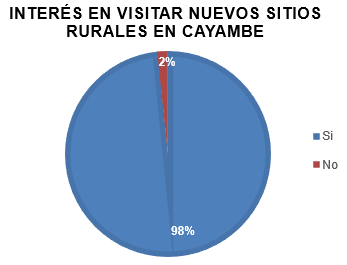 INTERÉS EN VISITAR NUEVOS SITIOS
RURALES EN CAYAMBE
2%
Si
No
98%